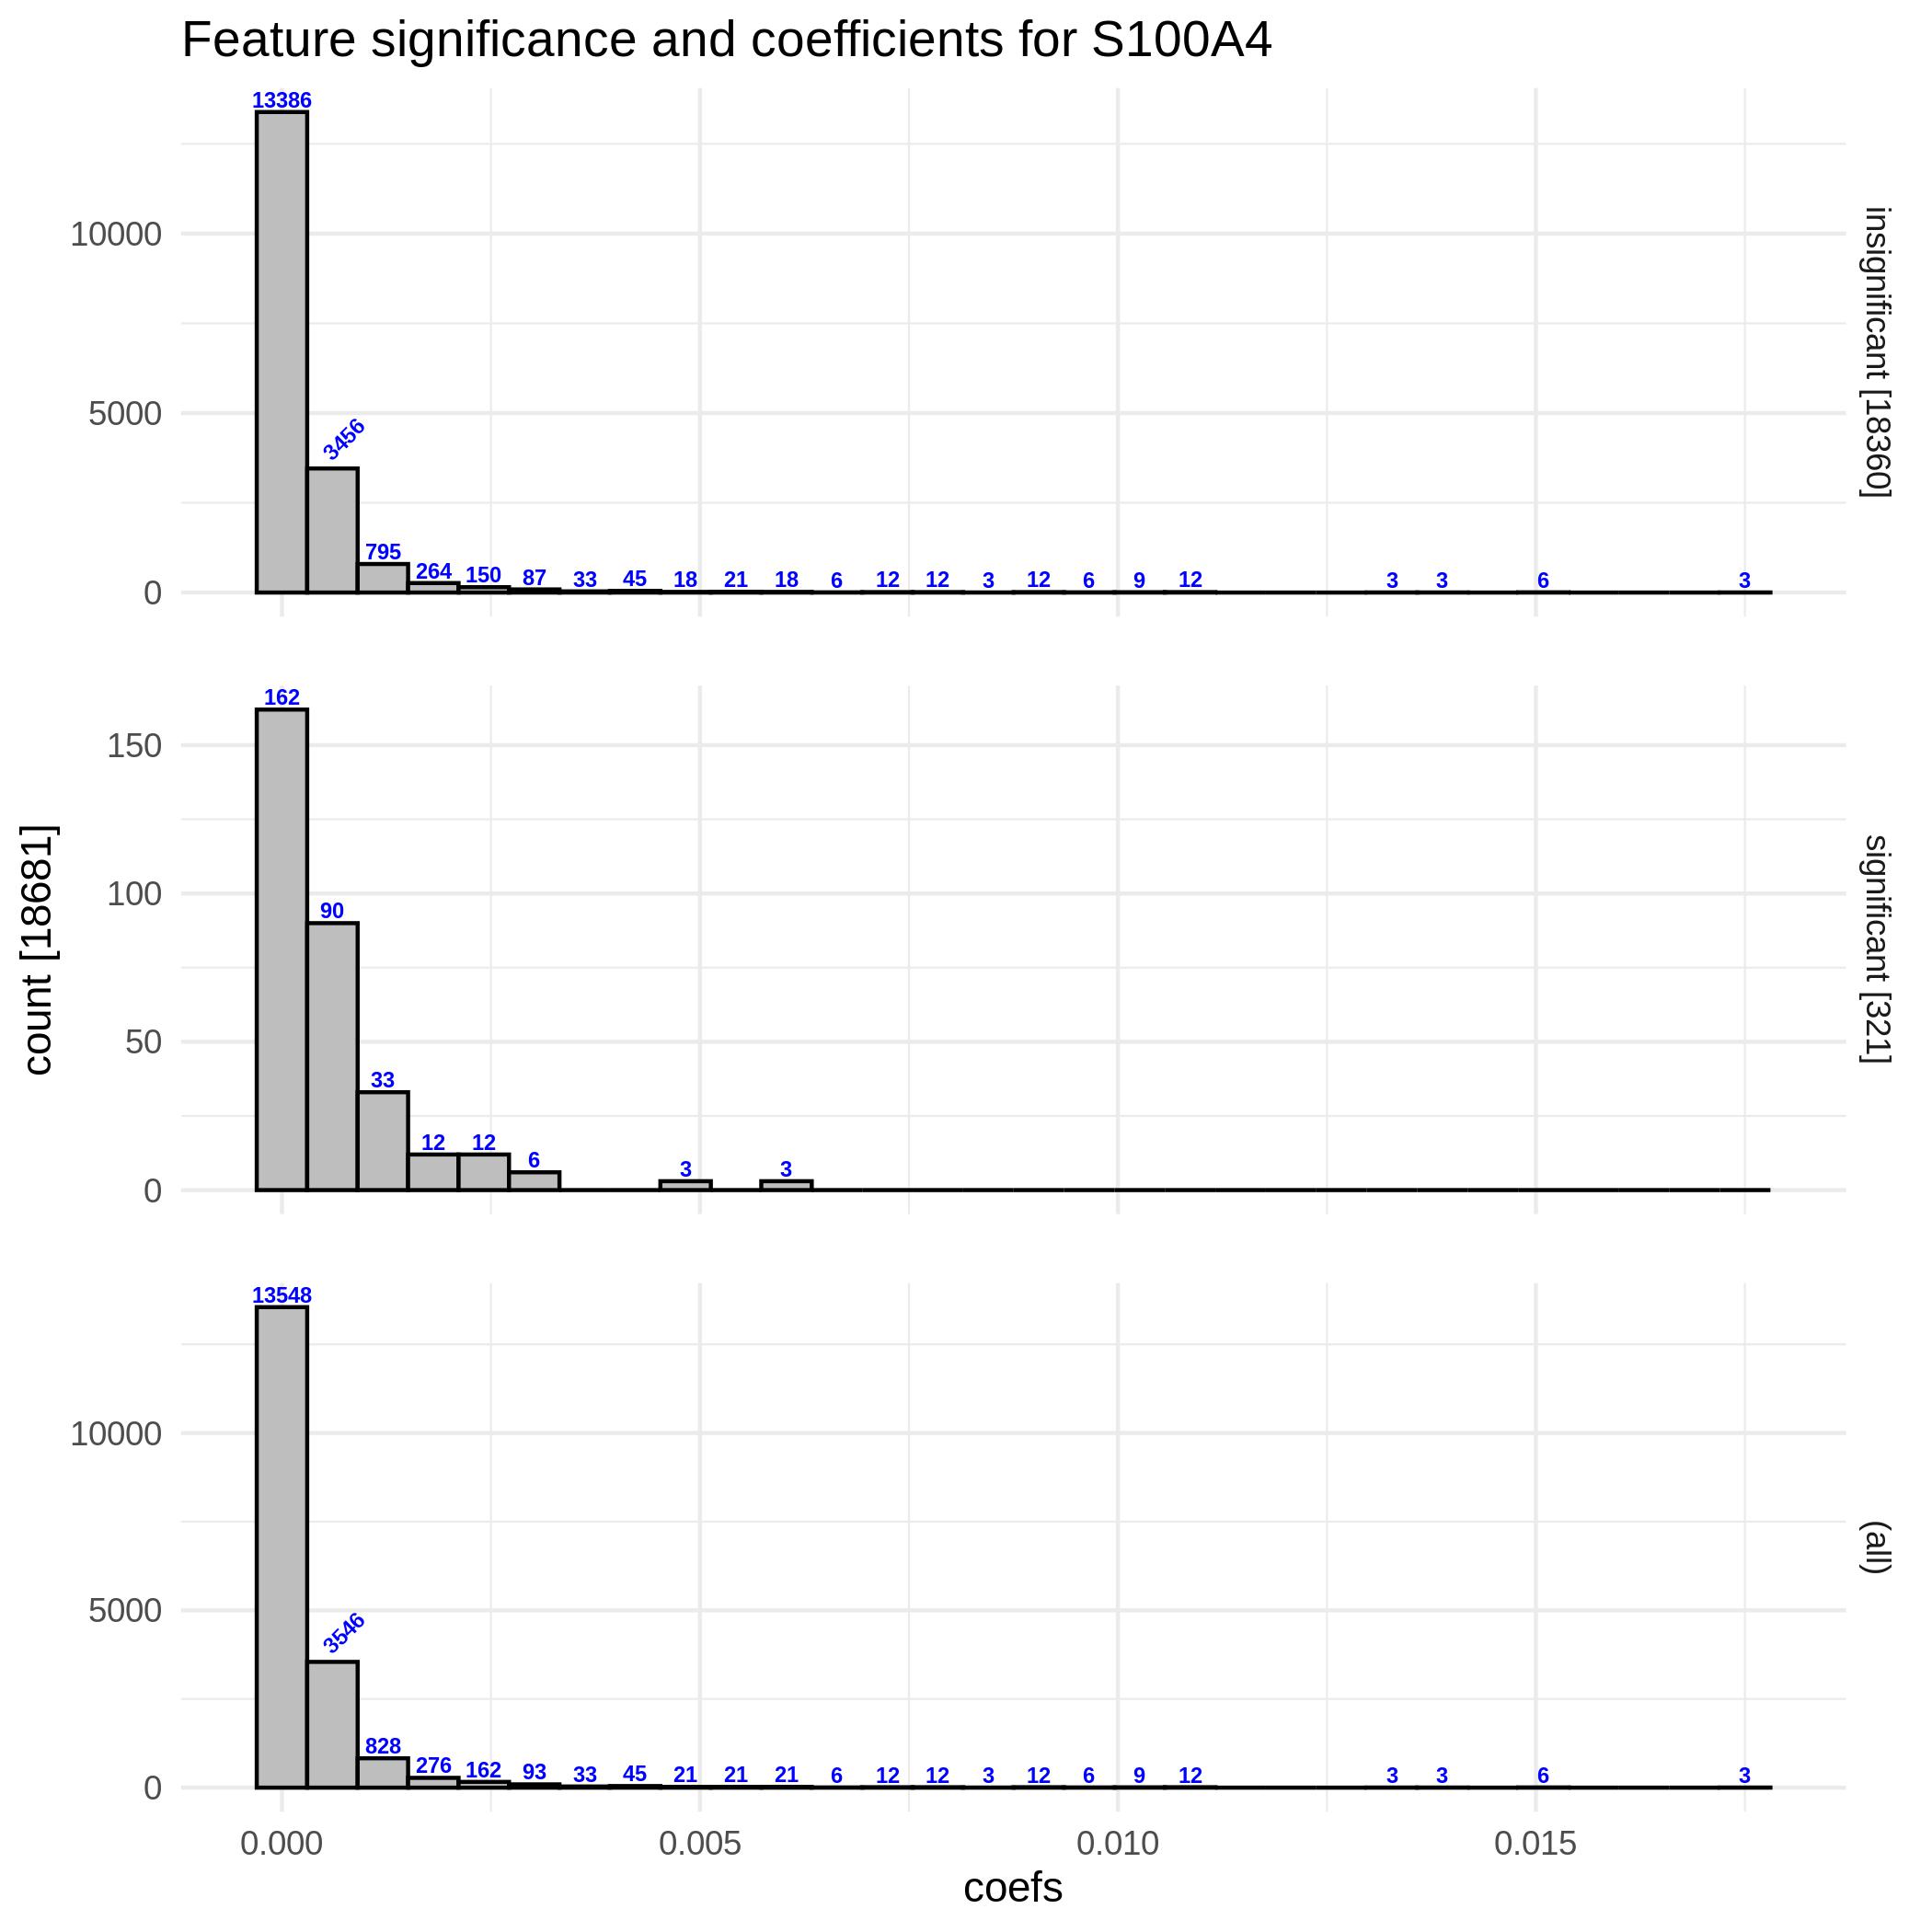 Feature significance and coefficients for S100A4
13386
3456
795 264 150 87 33 45 18 21 18 6 12 12 3 12 6 9 12 3 3 6 3
10000
5000
0
insignificant [18360]
162
90
33
12 12 6 3 3
150
100
50
0
significant [321]
count [18681]
13548
3546
828 276 162 93 33 45 21 21 21 6 12 12 3 12 6 9 12 3 3 6 3
10000
5000
0
(all)
0.000 0.005 0.010 0.015
coefs